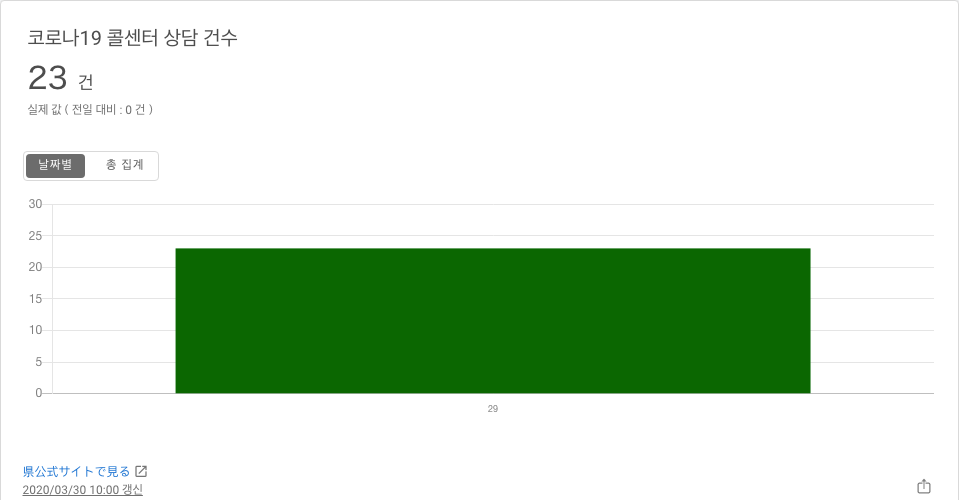 코로나19 콜센터 상담 건수
23 건
실제 값 ( 전일 대비 : 0 건 )
날짜별 총 집계
30
25
20
15
10
5
0
29
県公式サイトで見る
2020/03/30 10:00 갱신